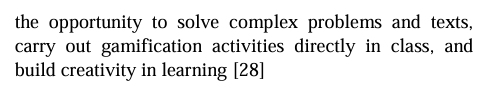 the opportunity to solve complex problems and texts,
carry out gamification activities directly in class, and
build creativity in learning [28]